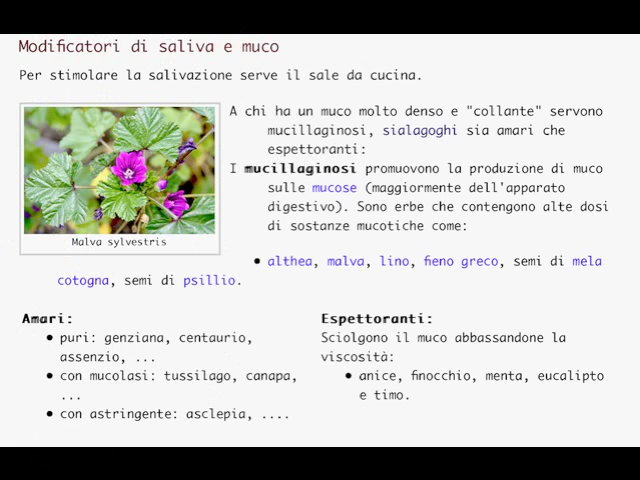 Modificatori di saliva e muco
Per stimolare la salivazione serve il sale da cucina.
A chi ha un muco molto denso e "collante" servono
mucillaginosi, sialagoghi sia amari che
espettoranti:
I mucillaginosi promuovono la produzione di muco
sulle mucose (maggiormente dell'apparato
digestivo). Sono erbe che contengono alte dosi
di sostanze mucotiche come:
Malva sylvestris
• althea, malva, lino, fieno greco, semi di mela
cotogna, semi di psillio.
Amari:
• puri: genziana, centaurio,
assenzio, ...
• con mucolasi: tussilago, canapa,
...
• con astringente: asclepia, ....
Espettoranti:
Sciolgono il muco abbassandone la
viscosità:
• anice, finocchio, menta, eucalipto
e timo.